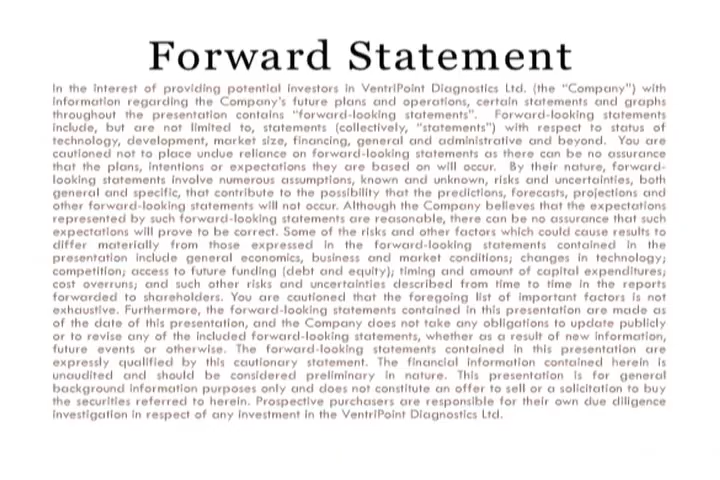 Forward Statement
In the interest of providing potential investors in VentriPoint Diagnostics Ltd. (the “Company”) with
information regarding the Company’s future plans and operations, certain statements and graphs
throughout the presentation contains “forward-looking statements”. Forward-looking statements
include, but are not limited to, statements (collectively, “statements”) with respect to status of
technology, development, market size, financing, general and administrative and beyond. You are
cautioned not to place undue reliance on forward-looking statements as there can be no assurance
that the plans, intentions or expectations they are based on will occur. By their nature, forward-
looking statements involve numerous assumptions, known and unknown, risks and uncertainties, both
general and specific, that contribute to the possibility that the predictions, forecasts, projections and
other forward-looking statements will not occur. Although the Company believes that the expectations
represented by such forward-looking statements are reasonable, there can be no assurance that such
expectations will prove to be correct. Some of the risks and other factors which could cause results to
differ materially from those expressed in the forward-looking statements contained in the
presentation include general economics, business and market conditions; changes in technology;
competition; access to future funding (debt and equity); timing and amount of capital expenditures;
cost overruns; and such other risks and uncertainties described from time to time in the reports
forwarded to shareholders. You are cautioned that the foregoing list of important factors is not
exhaustive. Furthermore, the forward-looking statements contained in this presentation are made as
of the date of this presentation, and the Company does not take any obligations to update publicly
or to revise any of the included forward-looking statements, whether as a result of new information,
future events or otherwise. The forward-looking statements contained in this presentation are
expressly qualified by this cautionary statement. The financial information contained herein is
unaudited and should be considered preliminary in nature. This presentation is for general
background information purposes only and does not constitute an offer to sell or a solicitation to buy
the securities referred to herein. Prospective purchasers are responsible for their own due diligence
investigation in respect of any investment in the VentriPoint Diagnostics Ltd.